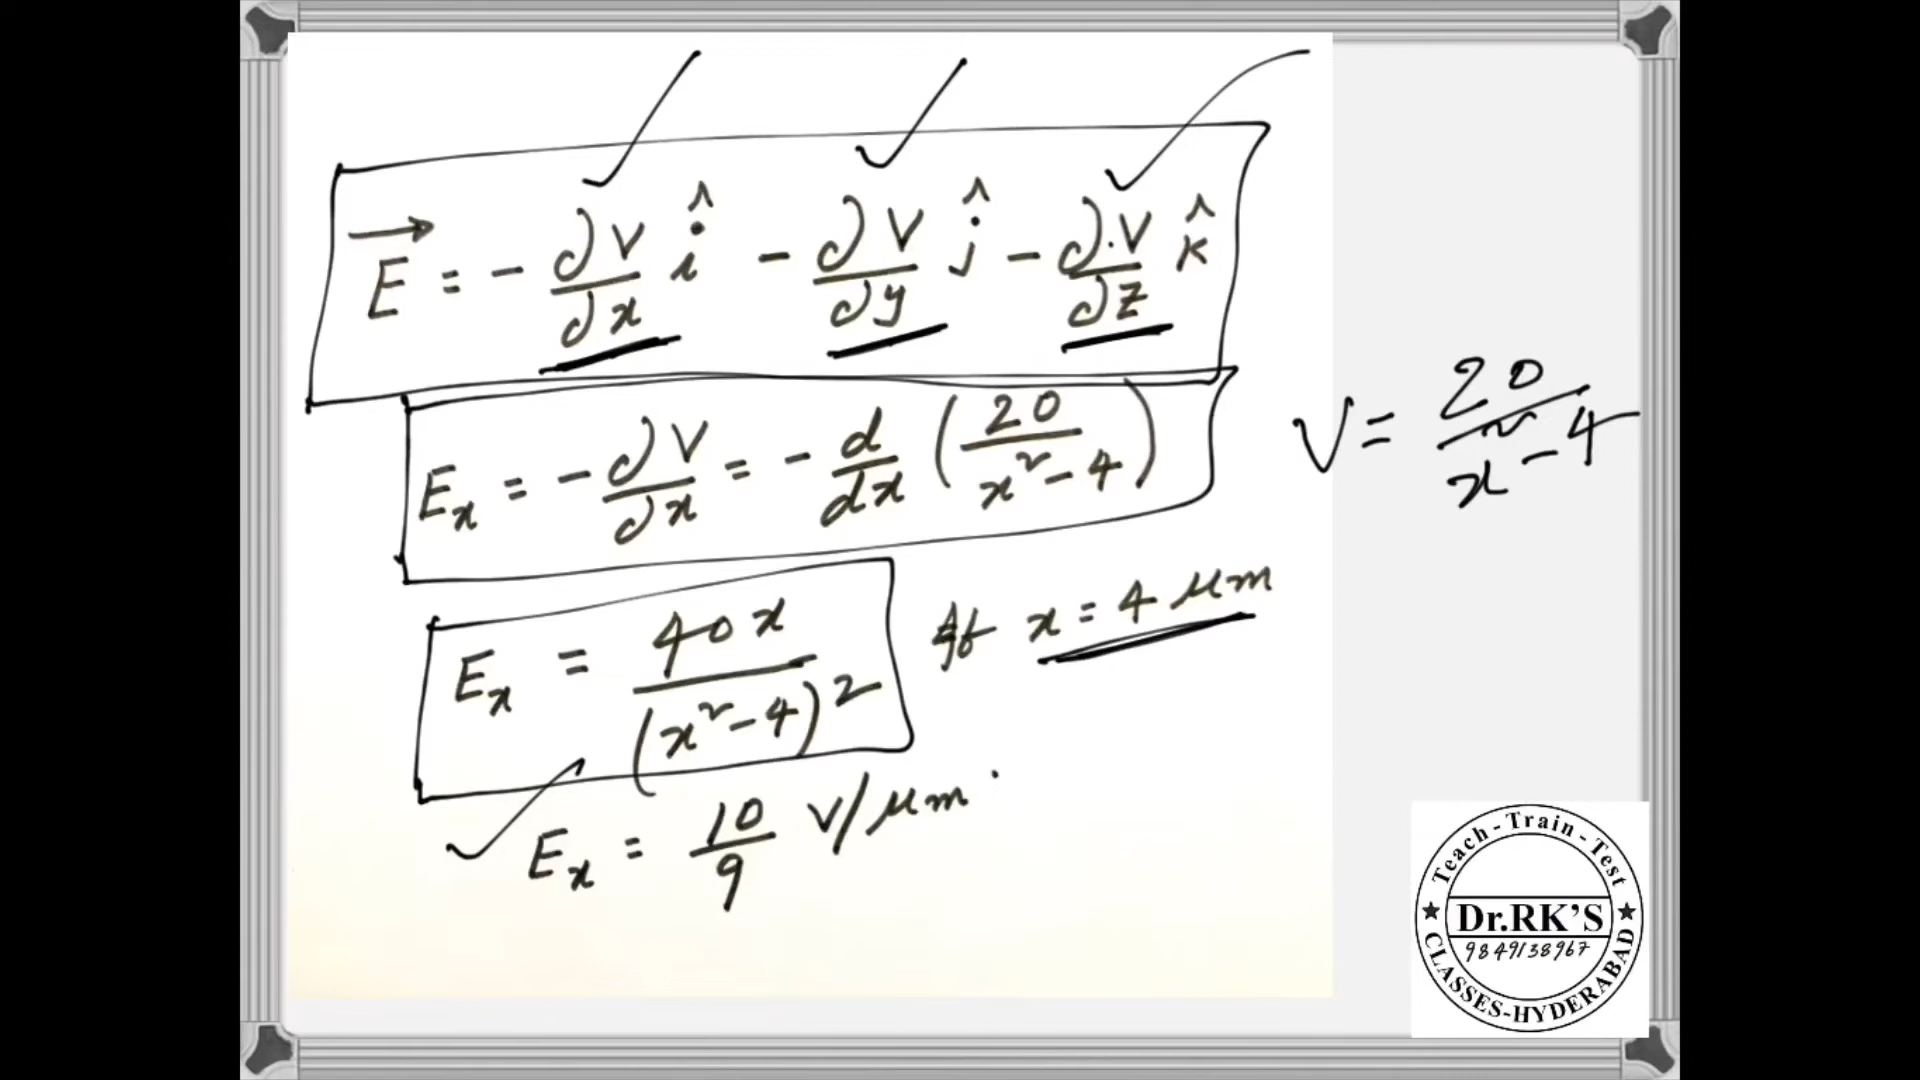 E⃗ = - ∂V/∂x î - ∂V/∂y ĵ - ∂.V/∂z k̂
Ex = - ∂V/∂x = - d/dx (20/x² - 4)
V = 20/x² - 4
Ex = 40x/(x² - 4)² At x = 4 μm
Ex = 10/9 V/μm.
Teach - Train - Test
★ Dr.RK'S ★
9849138967
CLASSES-HYDERABAD